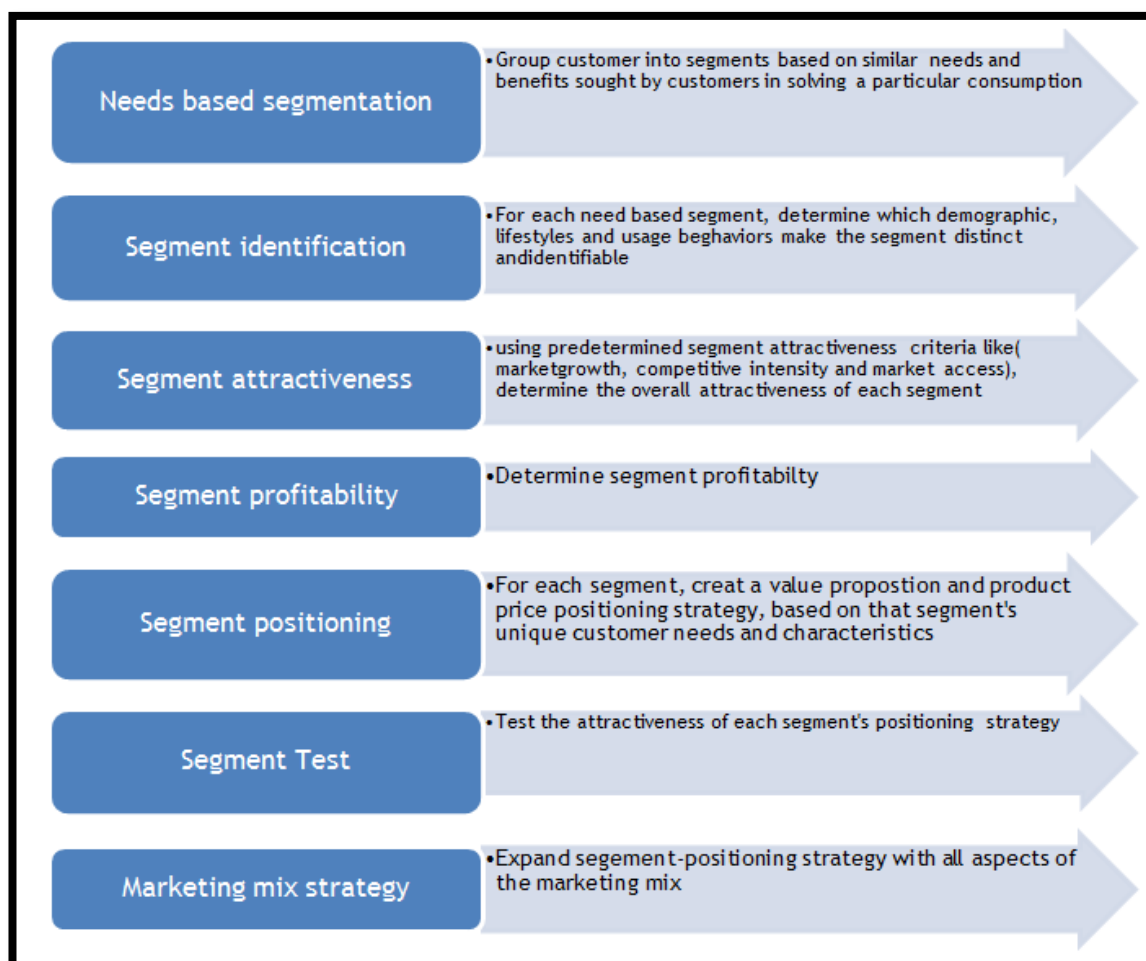 Needs based segmentation
•Group customer into segments based on similar needs and
benefits sought by customers in solving a particular consumption
Segment identification
•For each need based segment, determine which demographic,
lifestyles and usage beghaviors make the segment distinct
andidentifiable
Segment attractiveness
•using predetermined segment attractiveness criteria like(
marketgrowth, competitive intensity and market access),
determine the overall attractiveness of each segment
Segment profitability
•Determine segment profitabilty
Segment positioning
•For each segment, creat a value propostion and product
price positioning strategy, based on that segment's
unique customer needs and characteristics
Segment Test
•Test the attractiveness of each segment's positioning strategy
Marketing mix strategy
•Expand segement-positioning strategy with all aspects of
the marketing mix